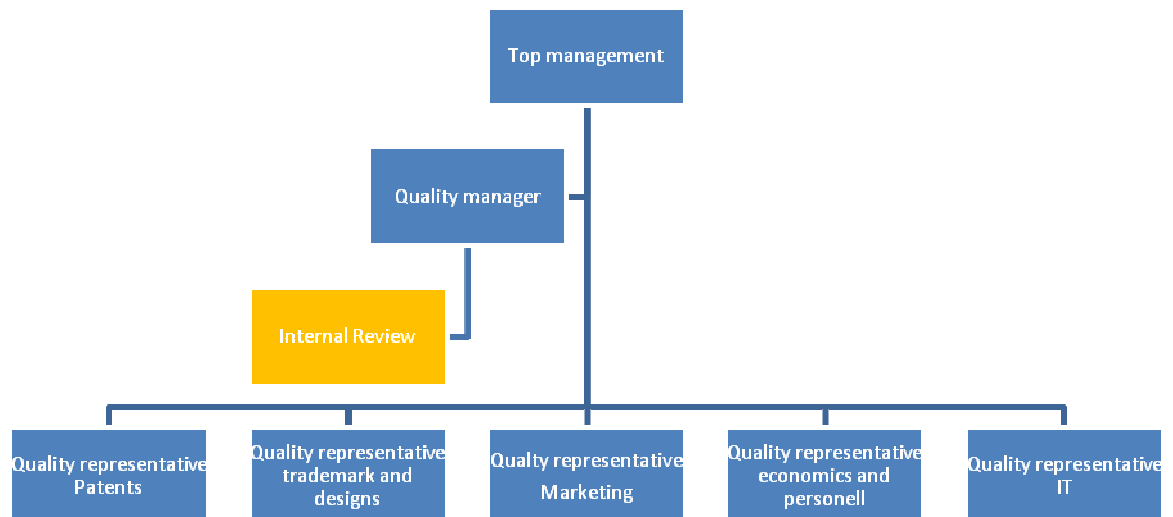 Top management
Quality manager
Internal Review
Quality representative
Patents
Quality representative
trademark and
designs
Qualty representative
Marketing
Quality representative
economics and
personell
Quality representative
IT